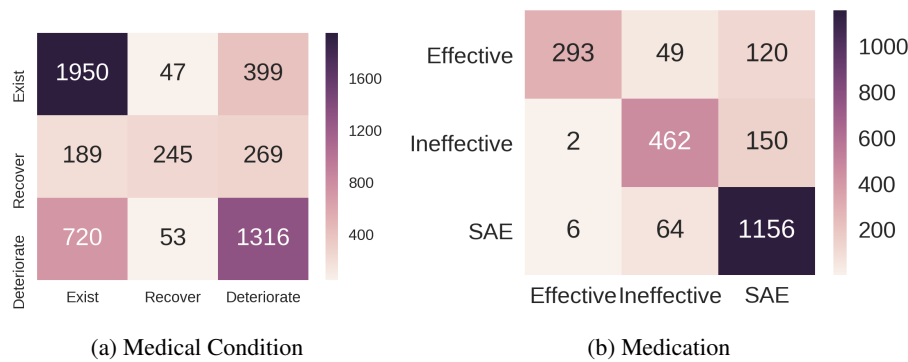 Exist 1950 47 399
Recover 189 245 269
Deteriorate 720 53 1316
Exist Recover Deteriorate
1600
1200
800
400
(a) Medical Condition
Effective 293 49 120
Ineffective 2 462 150
SAE 6 64 1156
Effective Ineffective SAE
1000
800
600
400
200
(b) Medication